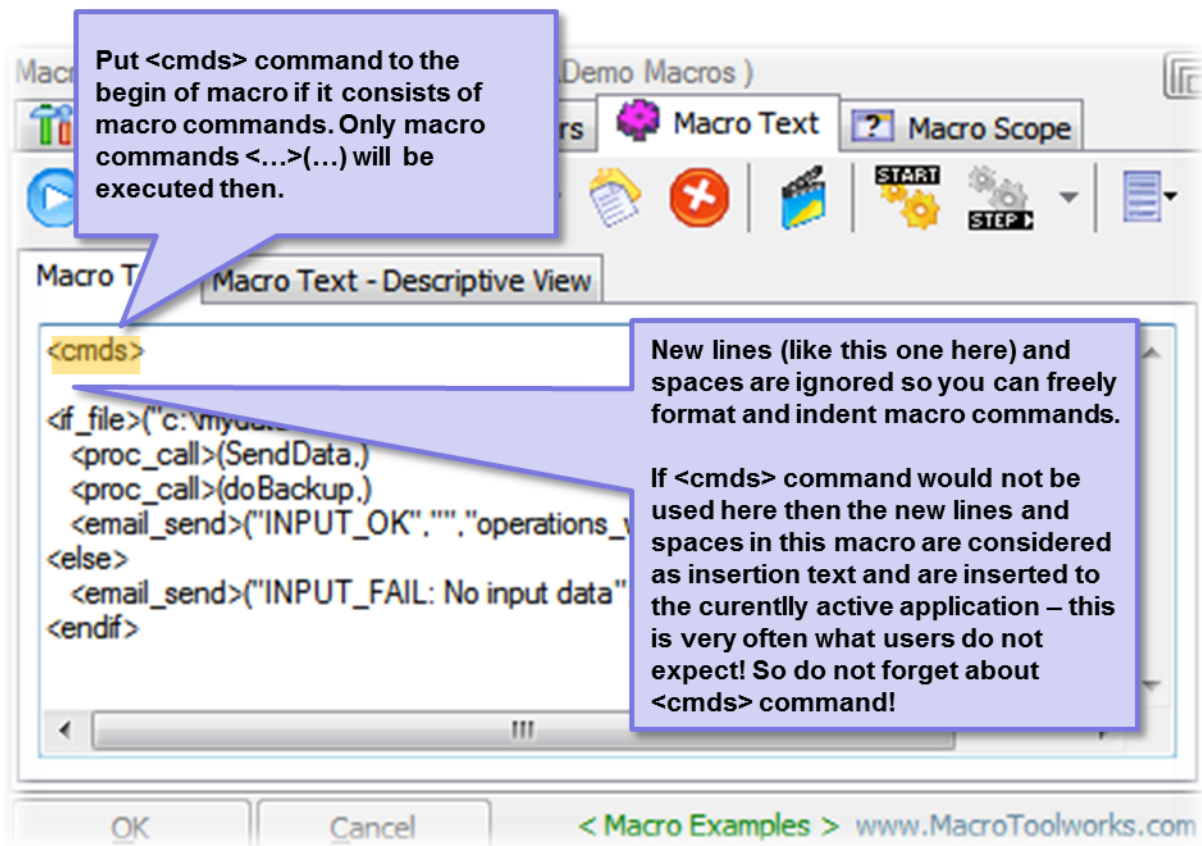 Put <cmds> command to the
begin of macro if it consists of
macro commands. Only macro
commands <...>(...) will be
executed then.
Demo Macros )
Macro Text
Macro Scope
START
STEP
Macro Text - Descriptive View
<cmds>
New lines (like this one here) and
spaces are ignored so you can freely
format and indent macro commands.
If <cmds> command would not be
used here then the new lines and
spaces in this macro are considered
as insertion text and are inserted to
the curentlly active application – this
is very often what users do not
expect! So do not forget about
<cmds> command!
<if_file>("c:\
<proc_call>(SendData,)
<proc_call>(doBackup,)
<email_send>("INPUT_OK","","operations_
<else>
<email_send>("INPUT_FAIL: No input data"
<endif>
OK
Cancel
< Macro Examples > www.MacroToolworks.com